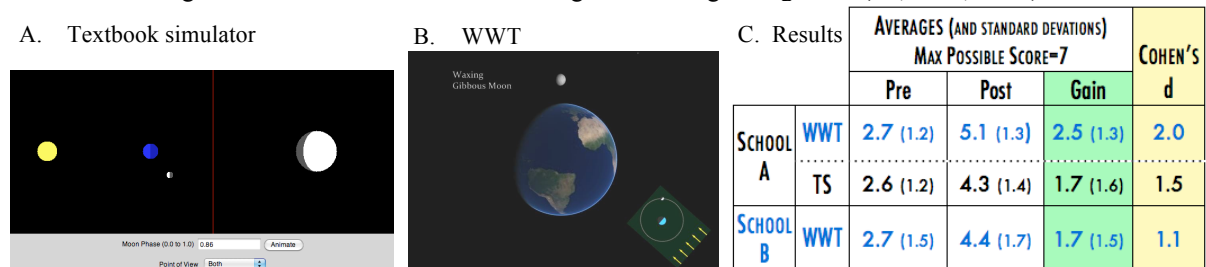 A. Textbook simulator
Moon Phase (0.0 to 1.0) 0.86 Animate
Point of View Both
B. WWT
Waxing
Gibbous Moon
C. Results
AVERAGES (AND STANDARD DEVATIONS)
MAX POSSIBLE SCORE=7
COHEN'S
d
Pre Post Gain
SCHOOL
A
WWT 2.7 (1.2) 5.1 (1.3) 2.5 (1.3) 2.0
TS 2.6 (1.2) 4.3 (1.4) 1.7 (1.6) 1.5
SCHOOL
B
WWT 2.7 (1.5) 4.4 (1.7) 1.7 (1.5) 1.1